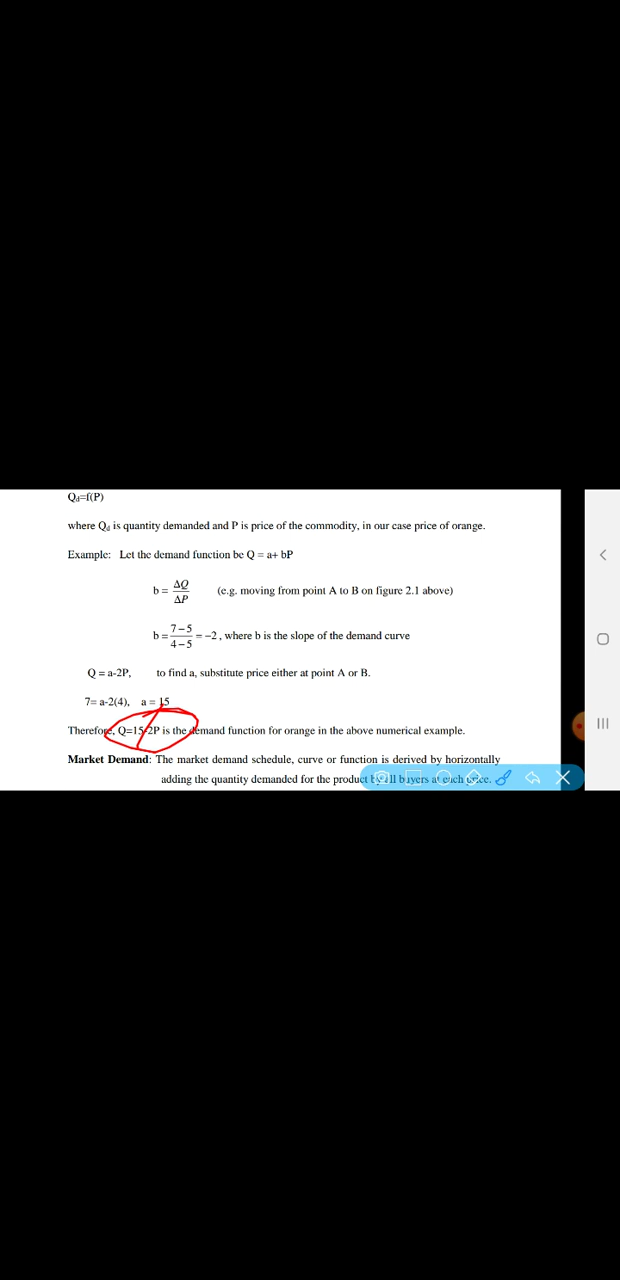 Qd=f(P)
where Qd is quantity demanded and P is price of the commodity, in our case price of orange.
Example: Let the demand function be Q = a+ bP
b = ΔQ/ΔP (e.g. moving from point A to B on figure 2.1 above)
b = 7−5/4−5 = −2, where b is the slope of the demand curve
Q = a-2P, to find a, substitute price either at point A or B.
7= a-2(4), a = 15
Therefore, Q=15-2P is the demand function for orange in the above numerical example.
Market Demand: The market demand schedule, curve or function is derived by horizontally
adding the quantity demanded for the product by all buyers at each price.